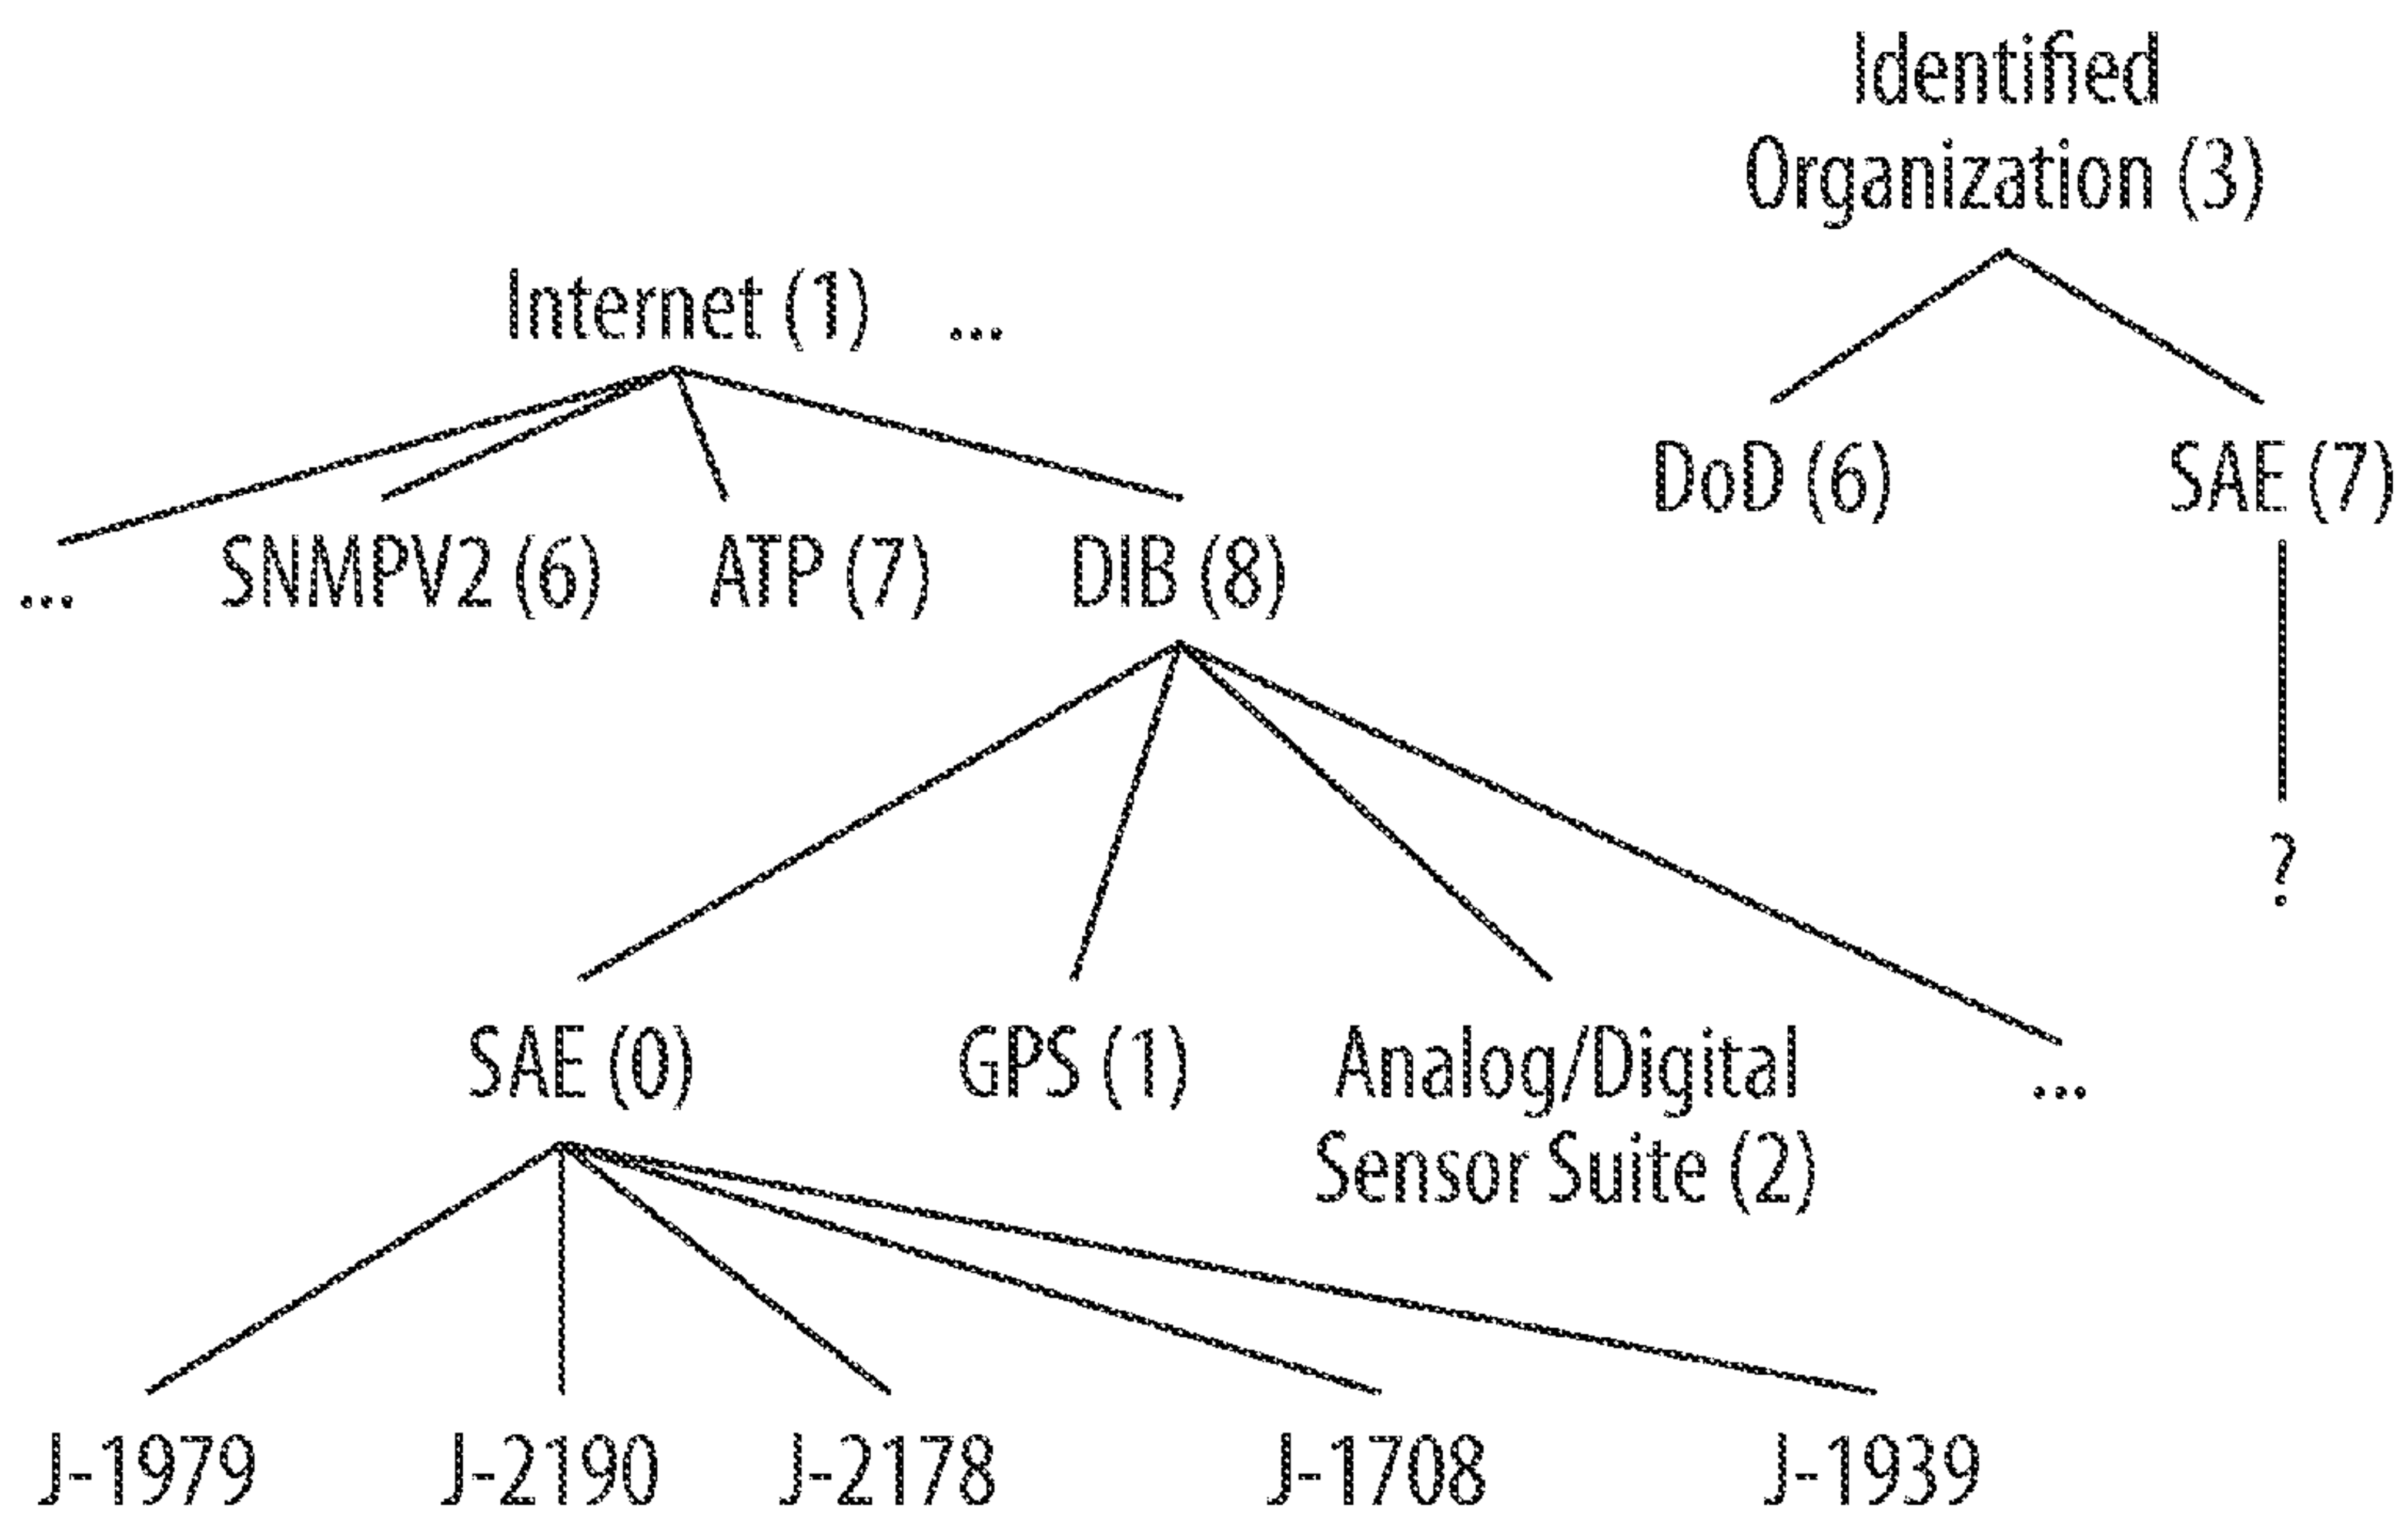 Identified
Organization (3)
Internet (1) ...
DoD (6) SAE (7)
... SNMPV2 (6) ATP (7) DIB (8)
?
SAE (0) GPS (1) Analog/Digital ...
Sensor Suite (2)
J-1979 J-2190 J-2178 J-1708 J-1939